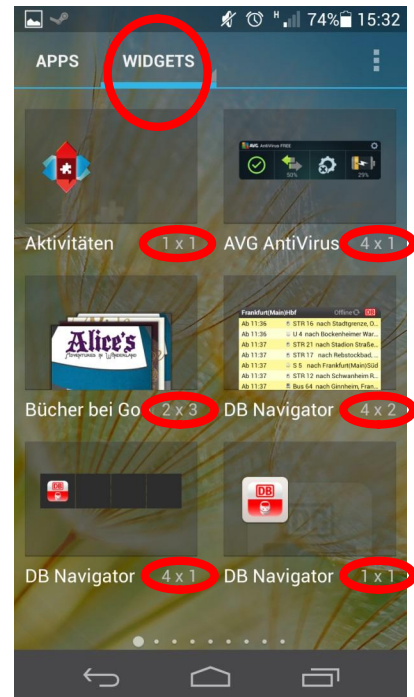 H 74% 15:32
APPS WIDGETS
AVG AntiVirus FREE
50% 29%
Aktivitäten 1 x 1
AVG AntiVirus 4 x 1
Alice's
ADVENTURES IN WONDERLAND
Frankfurt(Main)Hbf Offline DB
Ab 11:36 STR 16 nach Stadtgrenze, O...
Ab 11:36 U 4 nach Bockenheimer War...
Ab 11:37 STR 21 nach Stadion Straße...
Ab 11:37 STR 17 nach Rebstockbad, ...
Ab 11:37 S 5 nach Frankfurt(Main)Süd
Ab 11:37 STR 12 nach Schwanheim R...
Ab 11:37 Bus 64 nach Ginnheim, Fran...
Bücher bei Go 2 x 3
DB Navigator 4 x 2
DB
DB
DB Navigator 4 x 1
DB Navigator 1 x 1